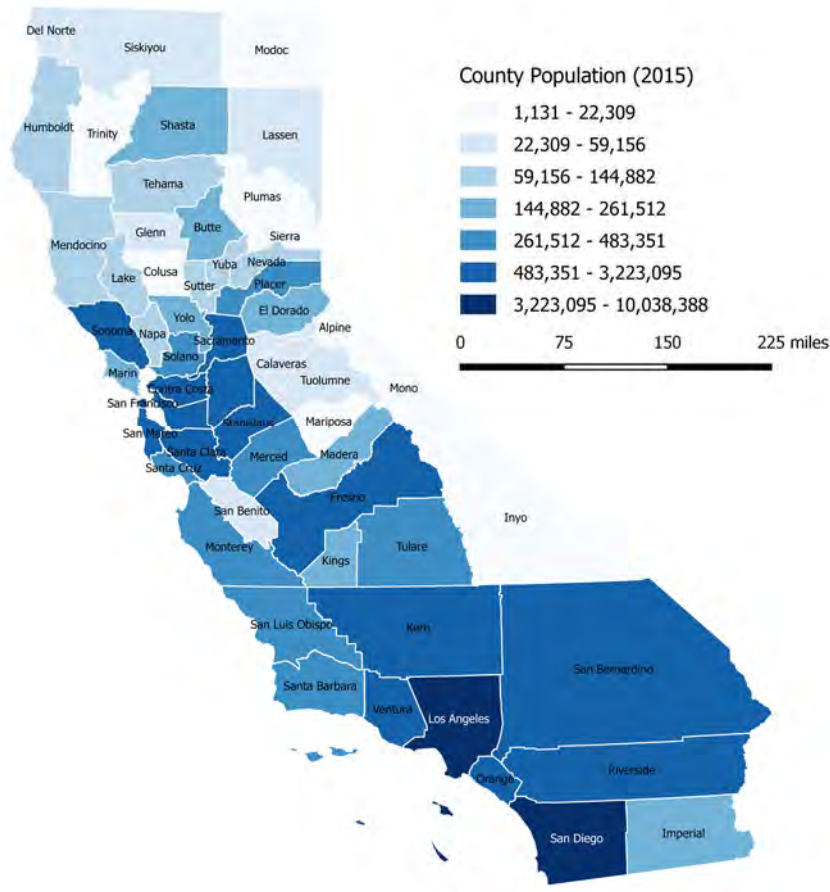 Del Norte
Siskiyou
Modoc
County Population (2015)
1,131 - 22,309
22,309 - 59,156
59,156 - 144,882
144,882 - 261,512
261,512 - 483,351
483,351 - 3,223,095
3,223,095 - 10,038,388
0 75 150 225 miles
Humboldt
Trinity
Shasta
Lassen
Tehama
Plumas
Glenn
Butte
Sierra
Mendocino
Lake
Colusa
Yuba
Nevada
Sutter
Placer
Sonoma
Napa
Yolo
El Dorado
Sacramento
Alpine
Solano
Marin
Calaveras
Tuolumne
Mono
Contra Costa
San Francisco
Mariposa
Stanislaus
San Mateo
Santa Clara
Merced
Madera
Santa Cruz
Fresno
San Benito
Inyo
Monterey
Kings
Tulare
San Luis Obispo
Kern
San Bernardino
Santa Barbara
Ventura
Los Angeles
Orange
Riverside
San Diego
Imperial